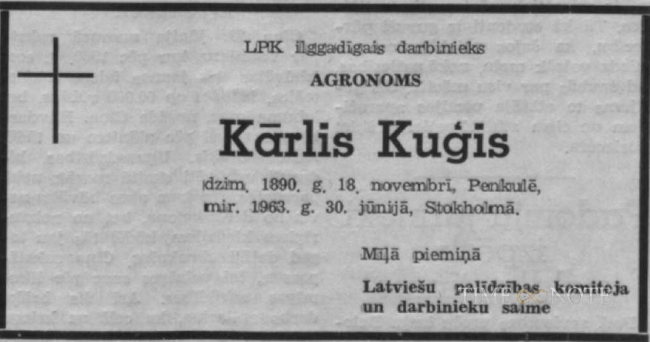 LPK ilggadīgais darbinieks
AGRONOMS
Kārlis Kuģis
dzim. 1890. g. 18. novembrī, Penkulē,
mir. 1963. g. 30. jūnijā, Stokholmā.
Mīļā piemiņā
Latviešu palīdzības komiteja
un darbinieku saime